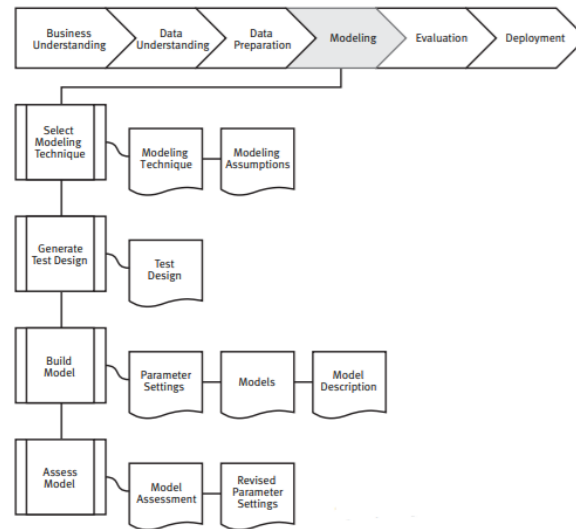 Business
Understanding
Data
Understanding
Data
Preparation
Modeling
Evaluation
Deployment
Select
Modeling
Technique
Modeling
Technique
Modeling
Assumptions
Generate
Test Design
Test
Design
Build
Model
Parameter
Settings
Models
Model
Description
Assess
Model
Model
Assessment
Revised
Parameter
Settings